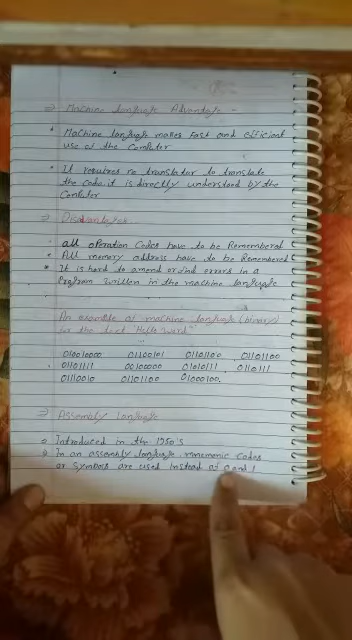 ⇒ Machine language Advantage -
• Machine language makes fast and efficient
use of the Computer
• It requires no translator to translate
the code. it is directly understood by the
Computer
⇒ Disadvantages
• all operation Codes have to be Remembered
• All memory address have to be Remembered
• It is hard to amend or find errors in a
Program written in the machine language
An example of machine language (binary)
for the text "Hello World"
01001000 01100101 01101100 01101100
01101111 00100000 01010111 0110111
01110010 01101100 01000100.
⇒ Assembly language
Introduced in the 1950's
In an assembly language mnemonic codes
or symbols are used instead of 0 and 1